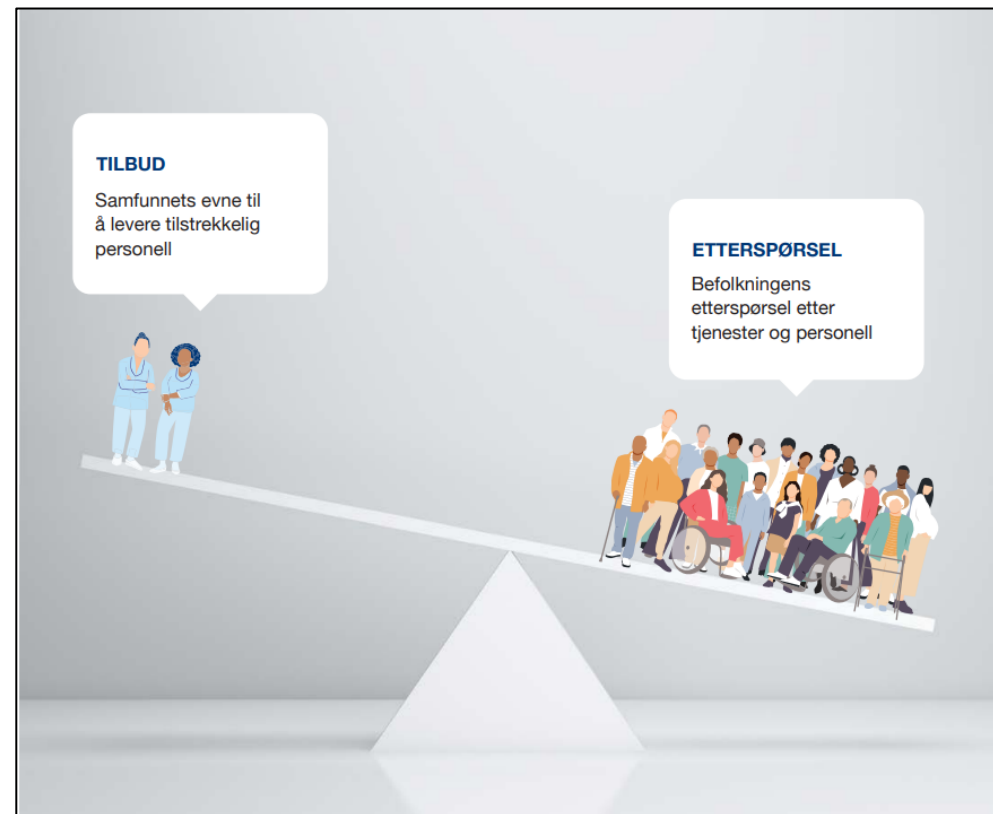 TILBUD
Samfunnets evne til
å levere tilstrekkelig
personell
ETTERSPØRSEL
Befolkningens
etterspørsel etter
tjenester og personell